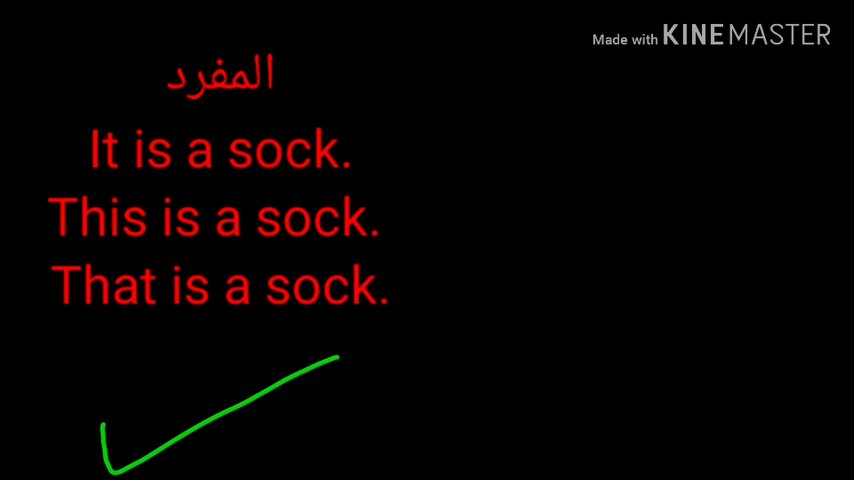 Made with KINEMASTER
المفرد
It is a sock.
This is a sock.
That is a sock.